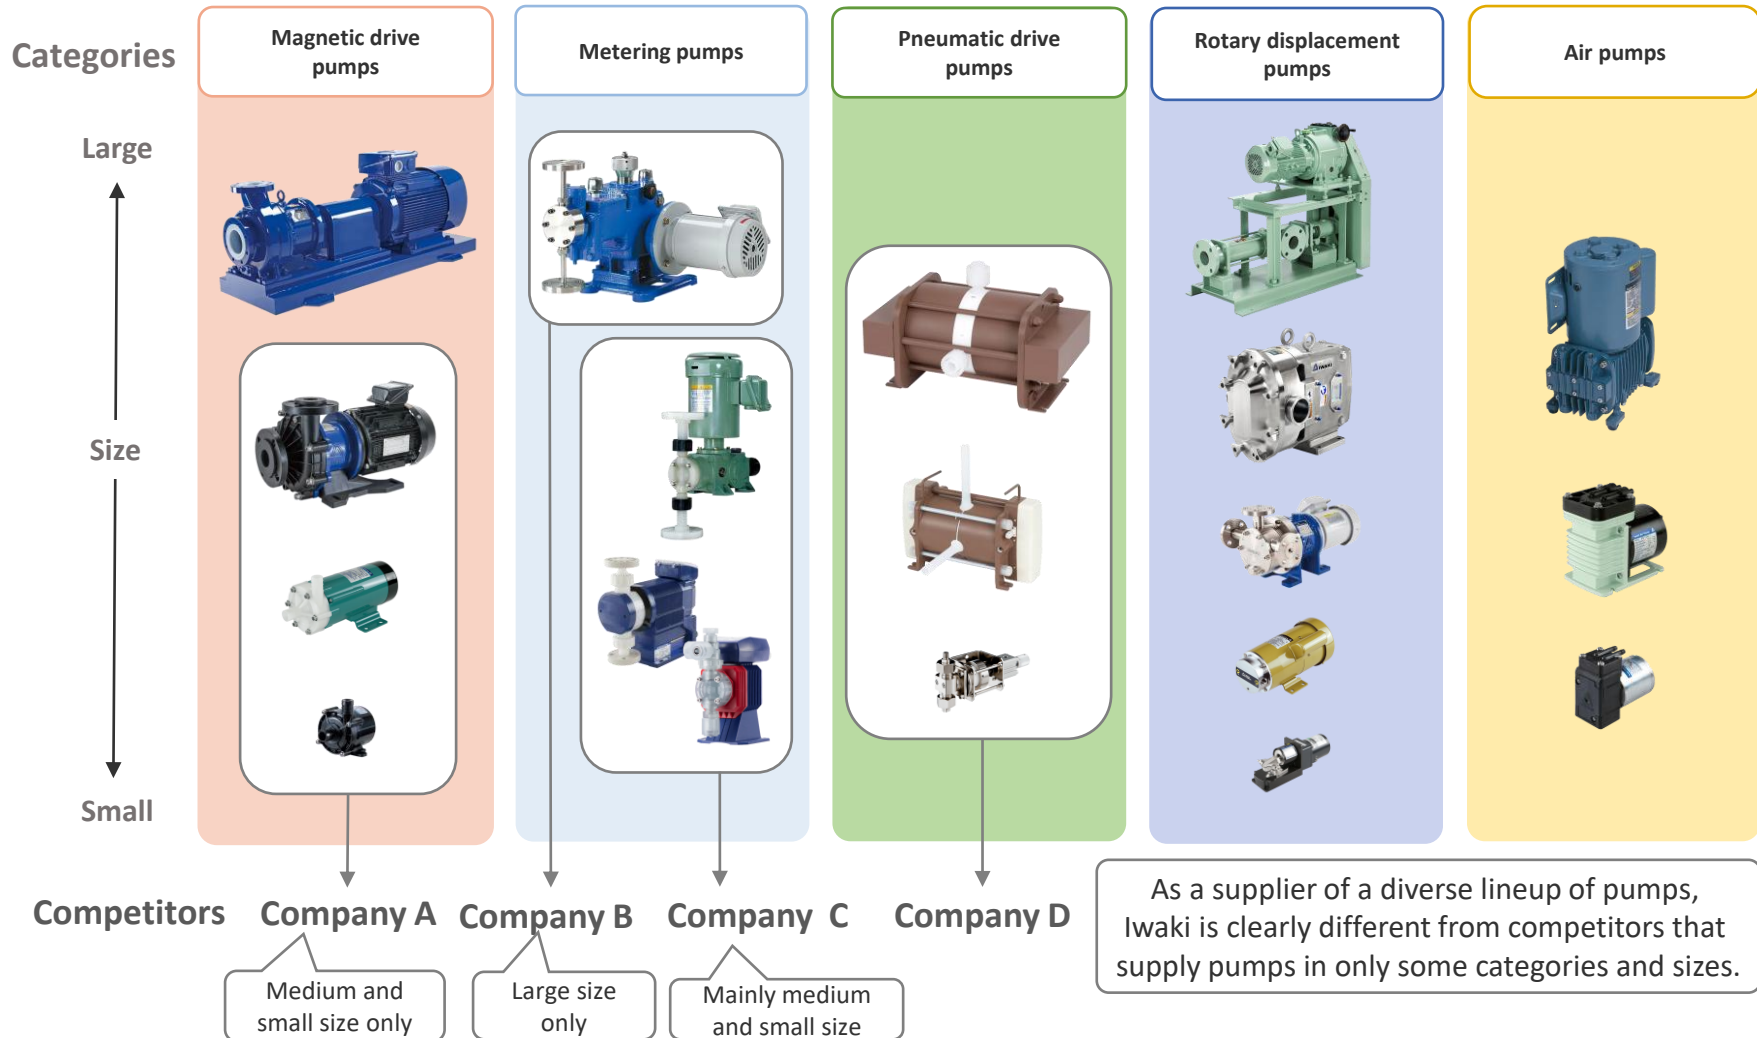 Categories
Magnetic drive
pumps
Metering pumps
Pneumatic drive
pumps
Rotary displacement
pumps
Air pumps
Large
Size
Small
IWAKI
Competitors
Company A
Company B
Company C
Company D
Medium and
small size only
Large size
only
Mainly medium
and small size
As a supplier of a diverse lineup of pumps,
Iwaki is clearly different from competitors that
supply pumps in only some categories and sizes.